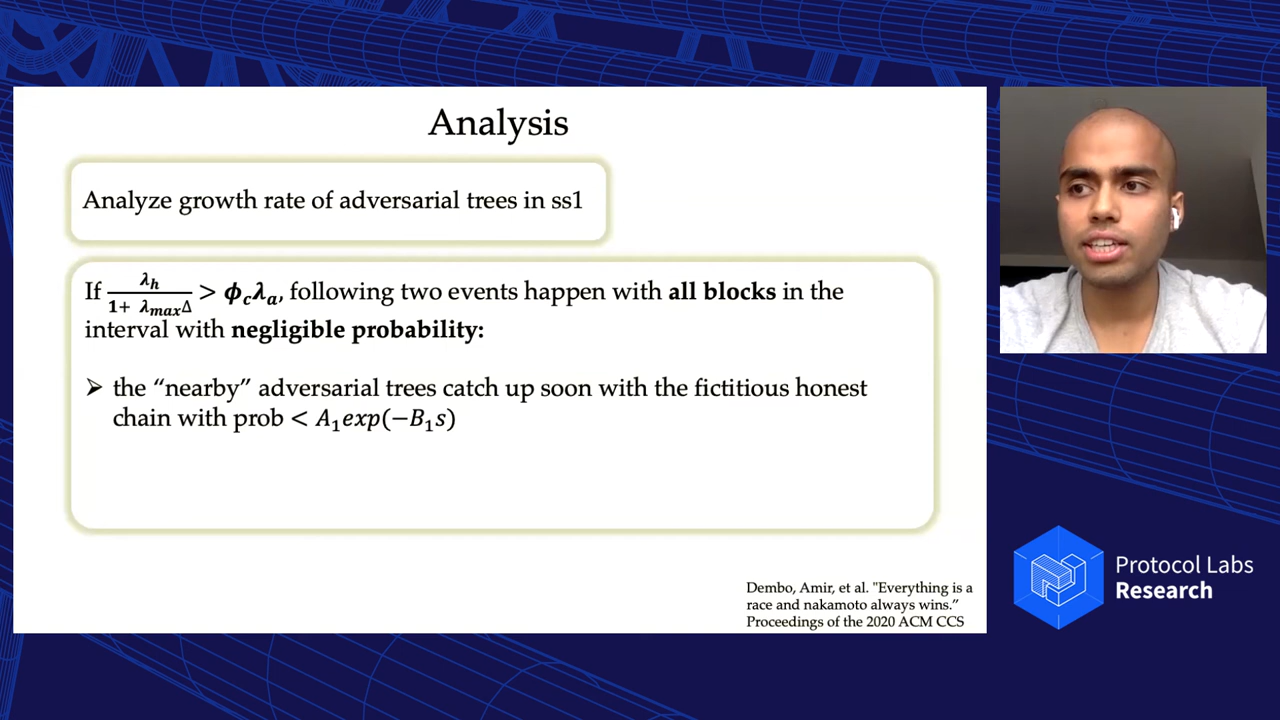 Analysis
Analyze growth rate of adversarial trees in ss1
If λₕ / (1+ λₘₐₓΔ) > ϕ_c λₐ, following two events happen with all blocks in the
interval with negligible probability:
➢ the “nearby” adversarial trees catch up soon with the fictitious honest
chain with prob < A₁exp(−B₁s)
Dembo, Amir, et al. "Everything is a
race and nakamoto always wins.”
Proceedings of the 2020 ACM CCS
Protocol Labs
Research